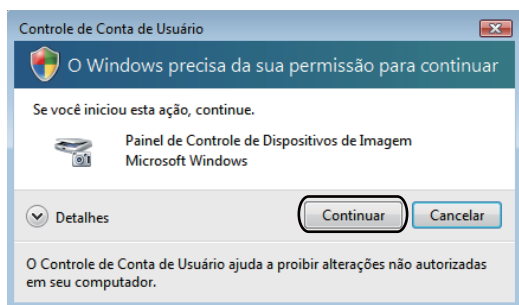 Controle de Conta de Usuário
O Windows precisa da sua permissão para continuar
Se você iniciou esta ação, continue.
Painel de Controle de Dispositivos de Imagem
Microsoft Windows
Detalhes
Continuar
Cancelar
O Controle de Conta de Usuário ajuda a proibir alterações não autorizadas
em seu computador.